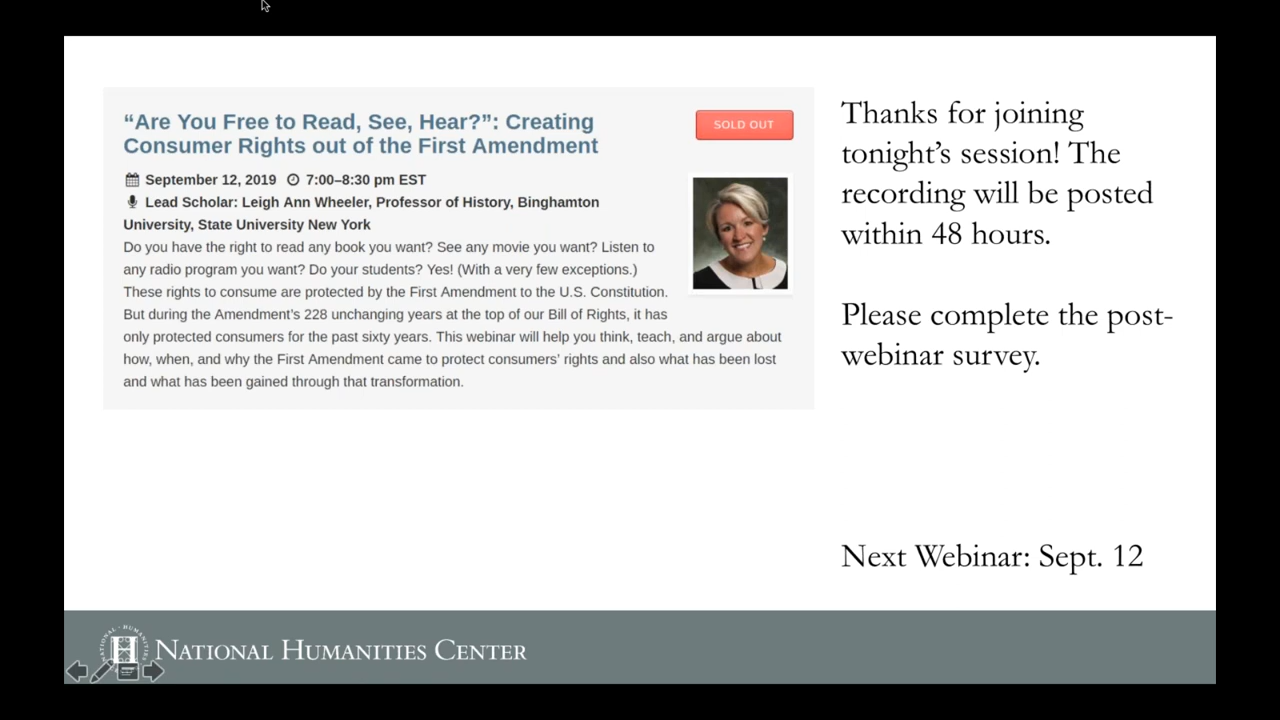 “Are You Free to Read, See, Hear?”: Creating
Consumer Rights out of the First Amendment
SOLD OUT
September 12, 2019 7:00–8:30 pm EST
Lead Scholar: Leigh Ann Wheeler, Professor of History, Binghamton
University, State University New York
Do you have the right to read any book you want? See any movie you want? Listen to
any radio program you want? Do your students? Yes! (With a very few exceptions.)
These rights to consume are protected by the First Amendment to the U.S. Constitution.
But during the Amendment’s 228 unchanging years at the top of our Bill of Rights, it has
only protected consumers for the past sixty years. This webinar will help you think, teach, and argue about
how, when, and why the First Amendment came to protect consumers’ rights and also what has been lost
and what has been gained through that transformation.
Thanks for joining
tonight’s session! The
recording will be posted
within 48 hours.
Please complete the post-
webinar survey.
Next Webinar: Sept. 12
NATIONAL HUMANITIES CENTER